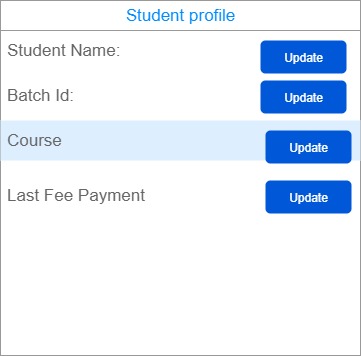 Student profile
Student Name: Update
Batch Id: Update
Course Update
Last Fee Payment Update